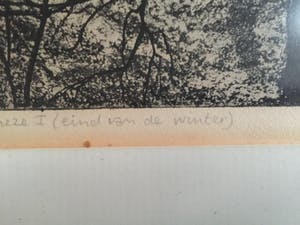 I (eind van de winter)